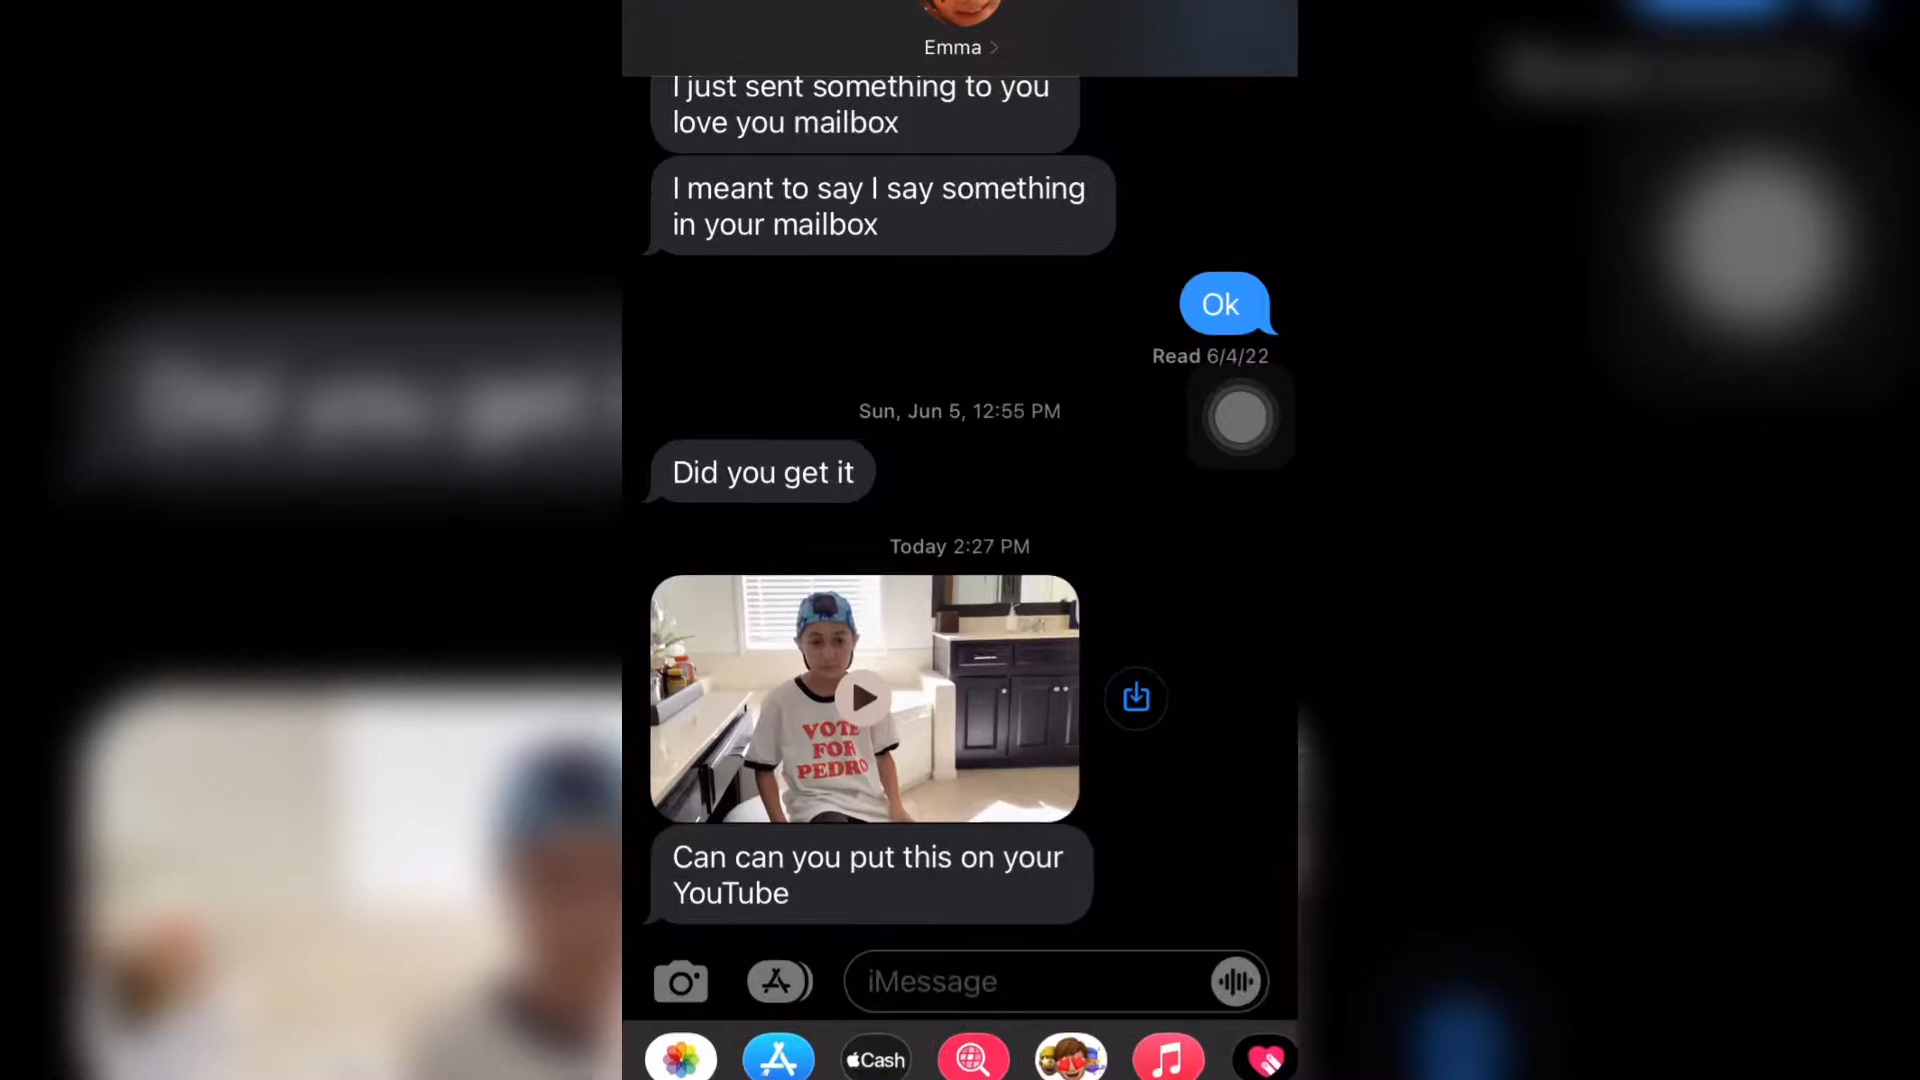 Emma
I just sent something to you
love you mailbox
I meant to say I say something
in your mailbox
Ok
Read 6/4/22
Sun, Jun 5, 12:55 PM
Did you get it
Today 2:27 PM
VOTE
FOR
PEDRO
Can can you put this on your
YouTube
iMessage
Cash